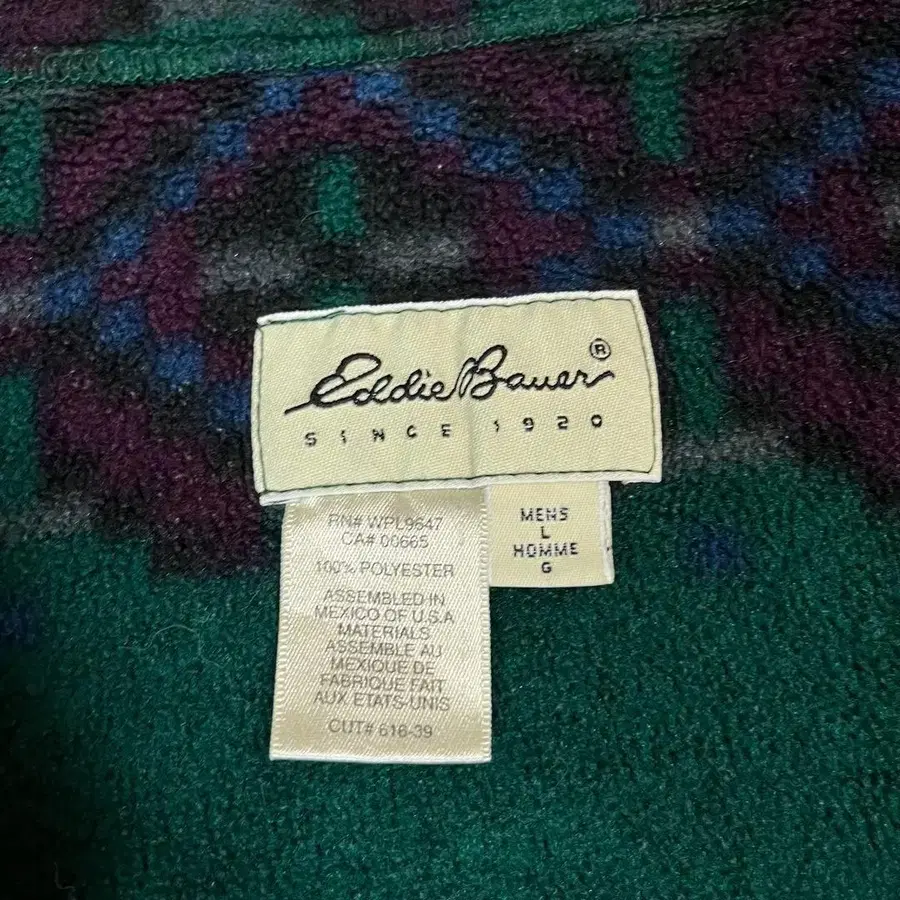 Eddie Bauer ®
SINCE 1920
MENS
L
HOMME
G
RN# WPL9647
CA# 00665
100% POLYESTER
ASSEMBLED IN
MEXICO OF U.S.A
MATERIALS
ASSEMBLE AU
MEXIQUE DE
FABRIQUE FAIT
AUX ETATS-UNIS
CUT# 616-39